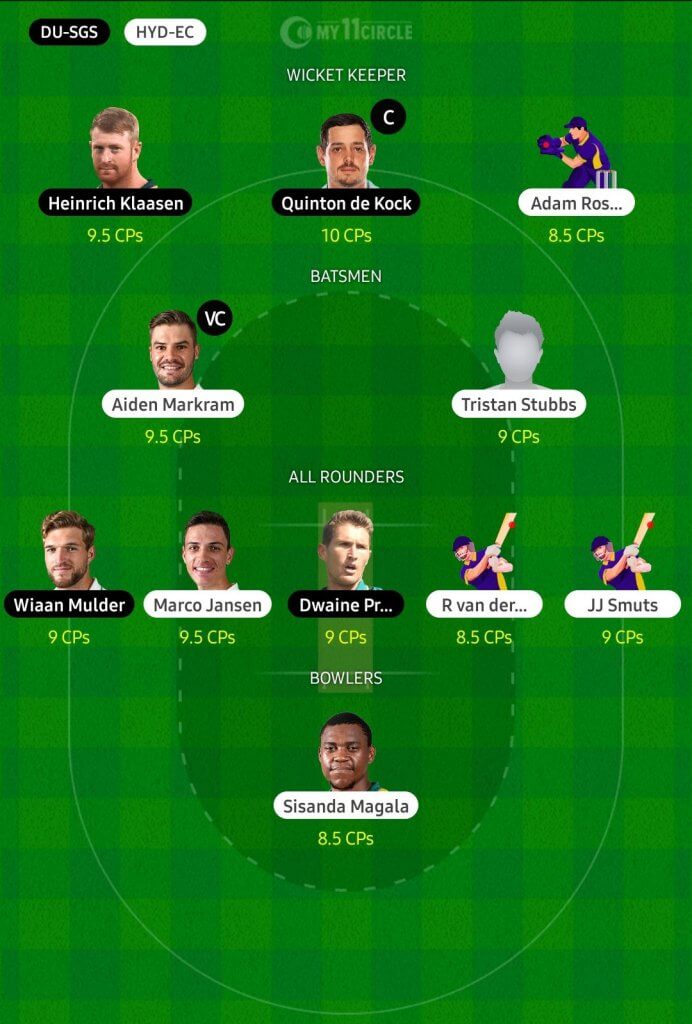 DU-SGS HYD-EC MY11CIRCLE
WICKET KEEPER
C
Heinrich Klaasen Quinton de Kock Adam Ros...
9.5 CPs 10 CPs 8.5 CPs
BATSMEN
VC
Aiden Markram Tristan Stubbs
9.5 CPs 9 CPs
ALL ROUNDERS
Wiaan Mulder Marco Jansen Dwaine Pr... R van der... JJ Smuts
9 CPs 9.5 CPs 9 CPs 8.5 CPs 9 CPs
BOWLERS
Sisanda Magala
8.5 CPs